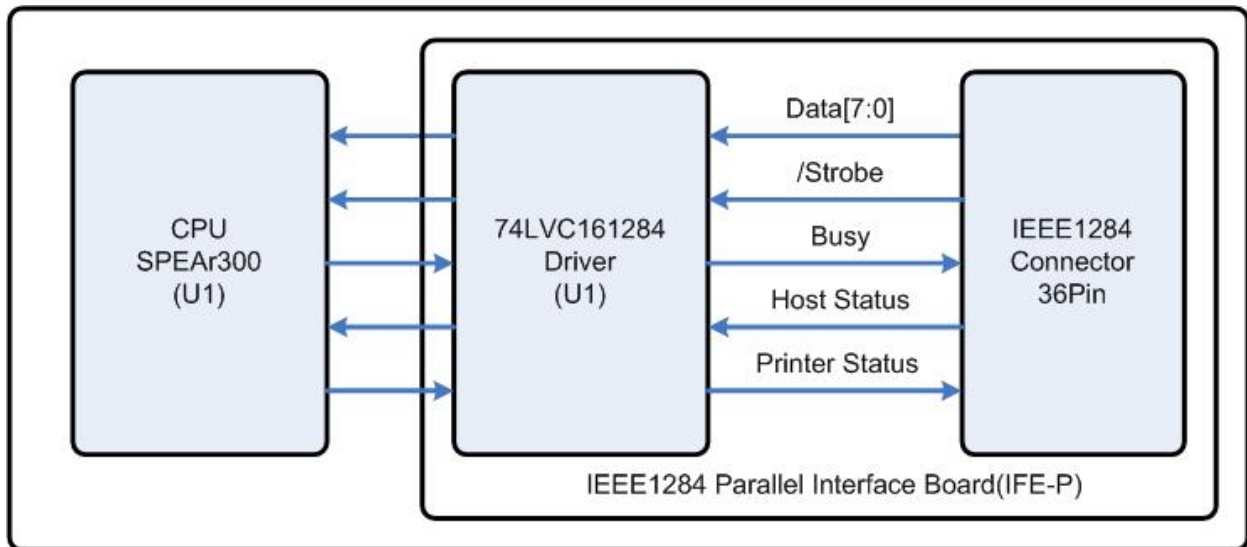 CPU
SPEAr300
(U1)
74LVC161284
Driver
(U1)
Data[7:0]
/Strobe
Busy
Host Status
Printer Status
IEEE1284
Connector
36Pin
IEEE1284 Parallel Interface Board(IFE-P)